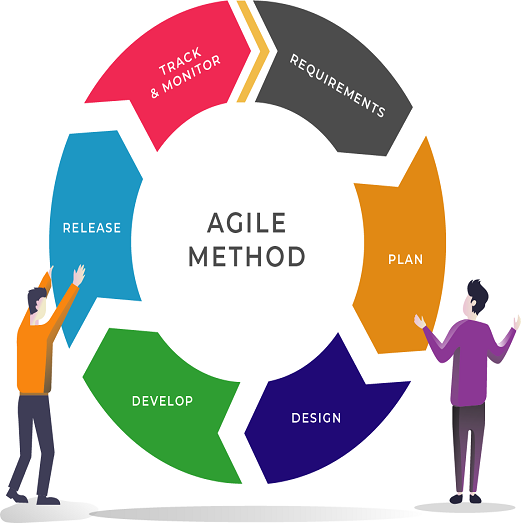 AGILE
METHOD
REQUIREMENTS
PLAN
DESIGN
DEVELOP
RELEASE
TRACK
& MONITOR